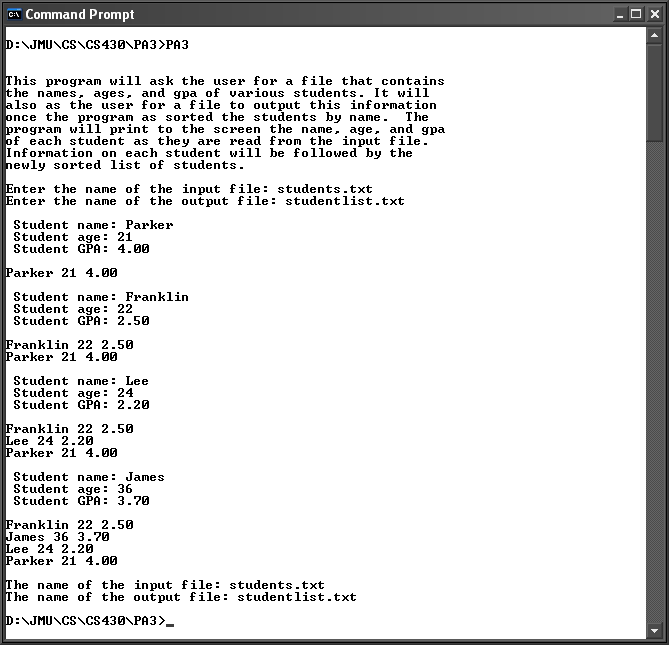 Command Prompt
D:\JMU\CS\CS430\PA3>PA3
This program will ask the user for a file that contains
the names, ages, and gpa of various students. It will
also as the user for a file to output this information
once the program as sorted the students by name.  The
program will print to the screen the name, age, and gpa
of each student as they are read from the input file.
Information on each student will be followed by the
newly sorted list of students.
Enter the name of the input file: students.txt
Enter the name of the output file: studentlist.txt
Student name: Parker
Student age: 21
Student GPA: 4.00
Parker 21 4.00
Student name: Franklin
Student age: 22
Student GPA: 2.50
Franklin 22 2.50
Parker 21 4.00
Student name: Lee
Student age: 24
Student GPA: 2.20
Franklin 22 2.50
Lee 24 2.20
Parker 21 4.00
Student name: James
Student age: 36
Student GPA: 3.70
Franklin 22 2.50
James 36 3.70
Lee 24 2.20
Parker 21 4.00
The name of the input file: students.txt
The name of the output file: studentlist.txt
D:\JMU\CS\CS430\PA3>_